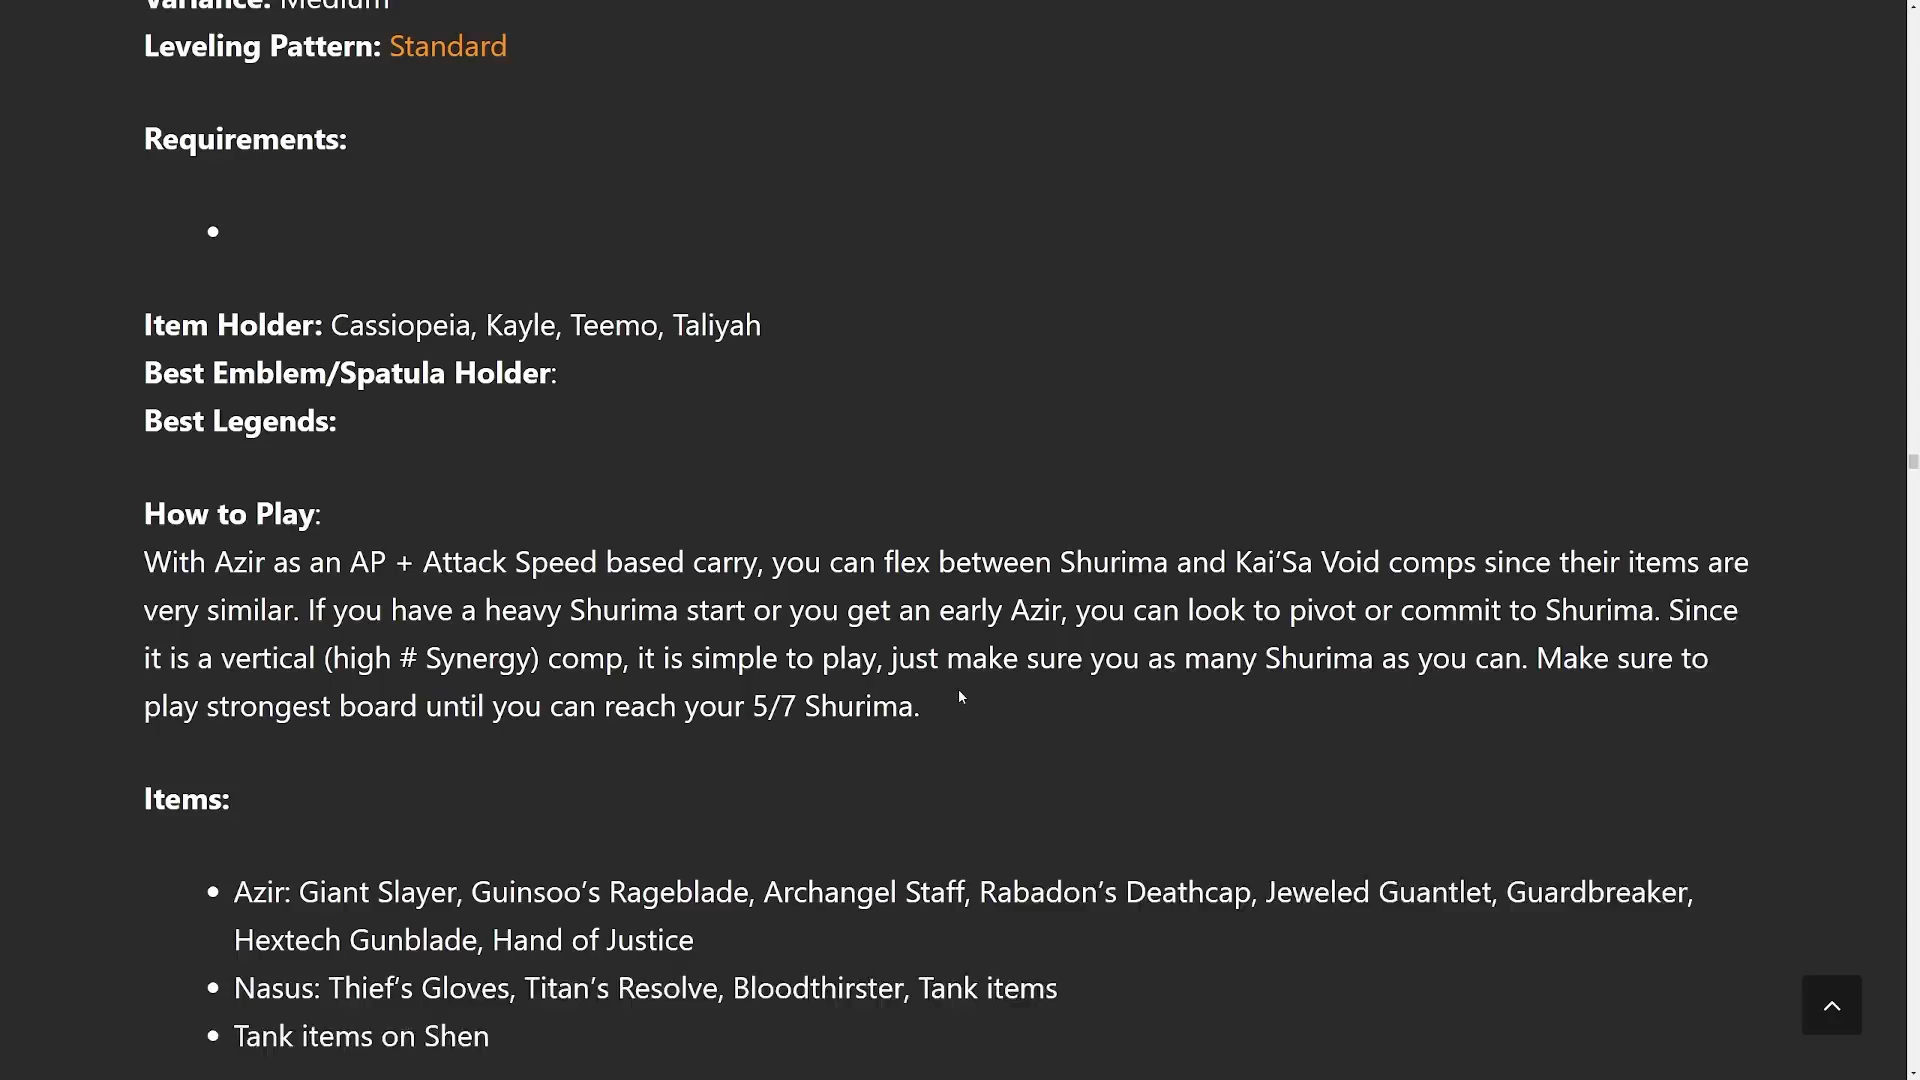 Variance: Medium
Leveling Pattern: Standard
Requirements:
•
Item Holder: Cassiopeia, Kayle, Teemo, Taliyah
Best Emblem/Spatula Holder:
Best Legends:
How to Play:
With Azir as an AP + Attack Speed based carry, you can flex between Shurima and Kai’Sa Void comps since their items are
very similar. If you have a heavy Shurima start or you get an early Azir, you can look to pivot or commit to Shurima. Since
it is a vertical (high # Synergy) comp, it is simple to play, just make sure you as many Shurima as you can. Make sure to
play strongest board until you can reach your 5/7 Shurima.
Items:
• Azir: Giant Slayer, Guinsoo’s Rageblade, Archangel Staff, Rabadon’s Deathcap, Jeweled Guantlet, Guardbreaker,
Hextech Gunblade, Hand of Justice
• Nasus: Thief’s Gloves, Titan’s Resolve, Bloodthirster, Tank items
• Tank items on Shen